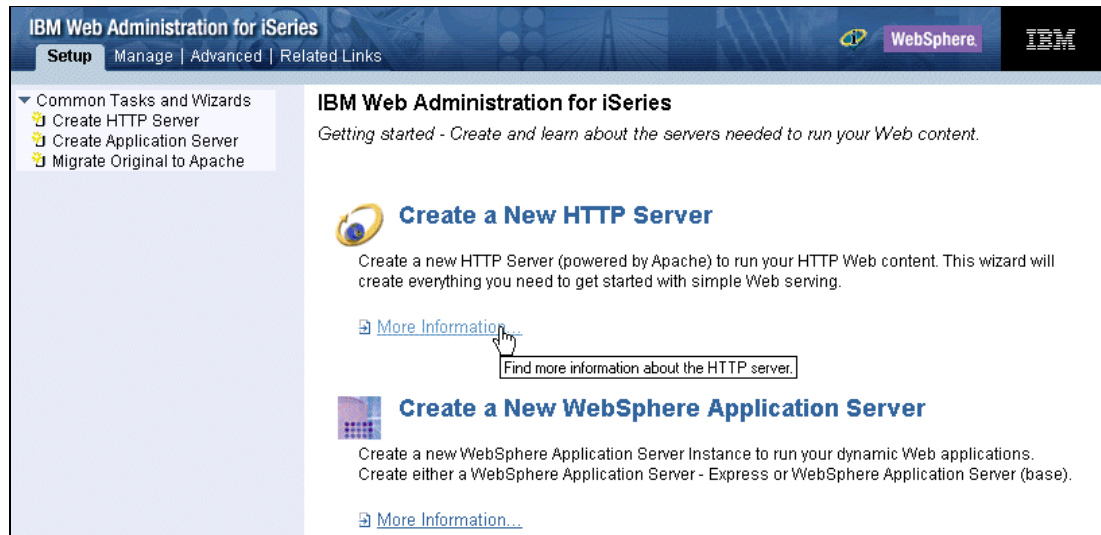 IBM Web Administration for iSeries
Setup Manage | Advanced | Related Links
WebSphere.
IBM
Common Tasks and Wizards
Create HTTP Server
Create Application Server
Migrate Original to Apache
IBM Web Administration for iSeries
Getting started - Create and learn about the servers needed to run your Web content.
Create a New HTTP Server
Create a new HTTP Server (powered by Apache) to run your HTTP Web content. This wizard will
create everything you need to get started with simple Web serving.
More Information...
Find more information about the HTTP server.
Create a New WebSphere Application Server
Create a new WebSphere Application Server Instance to run your dynamic Web applications.
Create either a WebSphere Application Server - Express or WebSphere Application Server (base).
More Information...